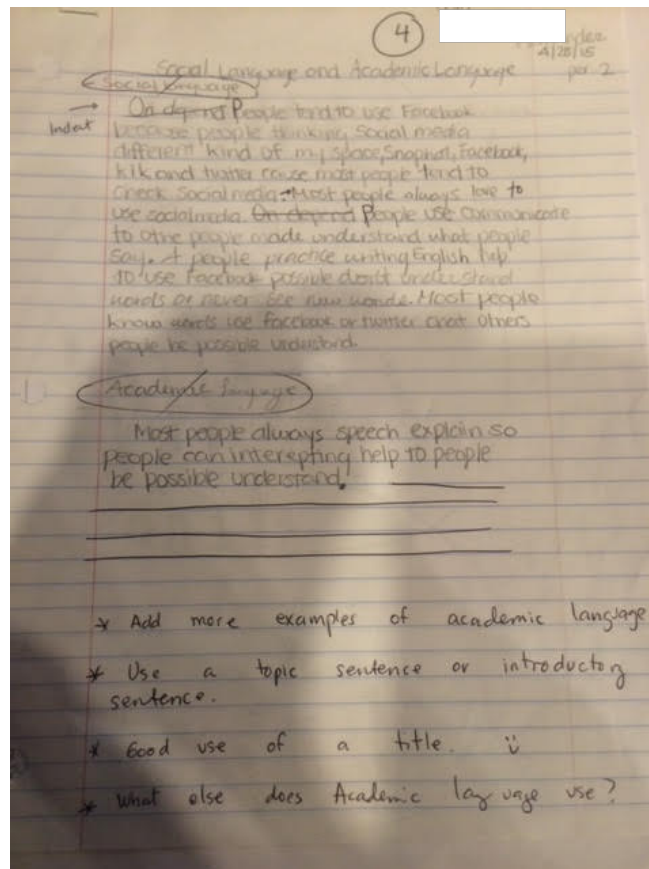 4
4/28/15
Social Language and Academic Language
per. 2
Social Language
On depend People tend to use Facebook
Indent
because people thinking social media
different kind of my space, Snapchat, Facebook,
kik and twitter cause most people tend to
check social media. Most people always love to
use social media. On depend People use communicate
to other people made understand what people
say. A people practice writing English help
to use Facebook possible don't understand
words or never see new words. Most people
know words use facebook or twitter chat others
people be possible understand.
Academic language
Most people always speech explain so
people can interepting help to people
be possible understand.
* Add more examples of academic language
* Use a topic sentence or introductory
sentence.
* Good use of a title.
* What else does Academic language use?